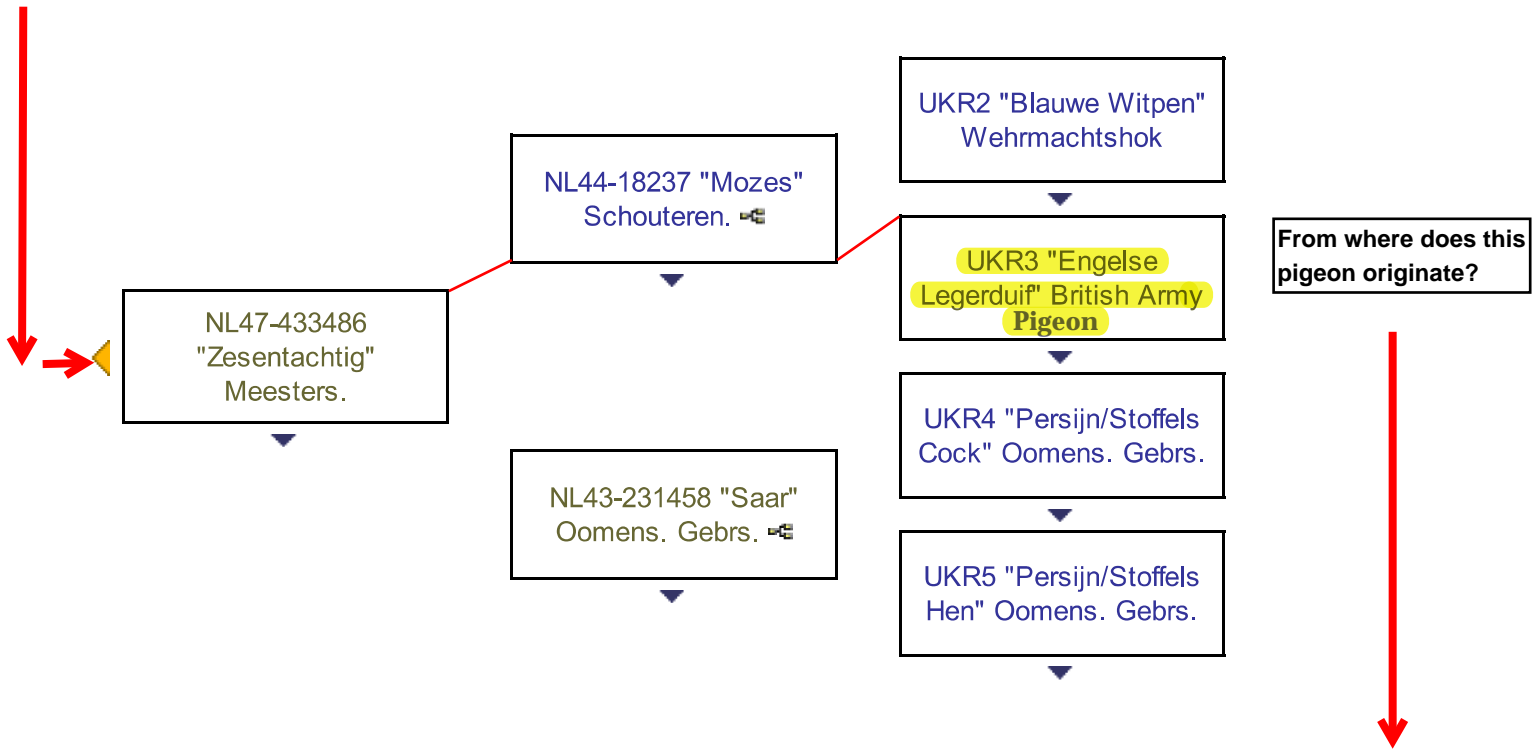 NL47-433486
"Zesentachtig"
Meesters.
NL44-18237 "Mozes"
Schouteren.
NL43-231458 "Saar"
Oomens. Gebrs.
UKR2 "Blauwe Witpen"
Wehrmachtshok
UKR3 "Engelse
Legerduif" British Army
Pigeon
UKR4 "Persijn/Stoffels
Cock" Oomens. Gebrs.
UKR5 "Persijn/Stoffels
Hen" Oomens. Gebrs.
From where does this
pigeon originate?